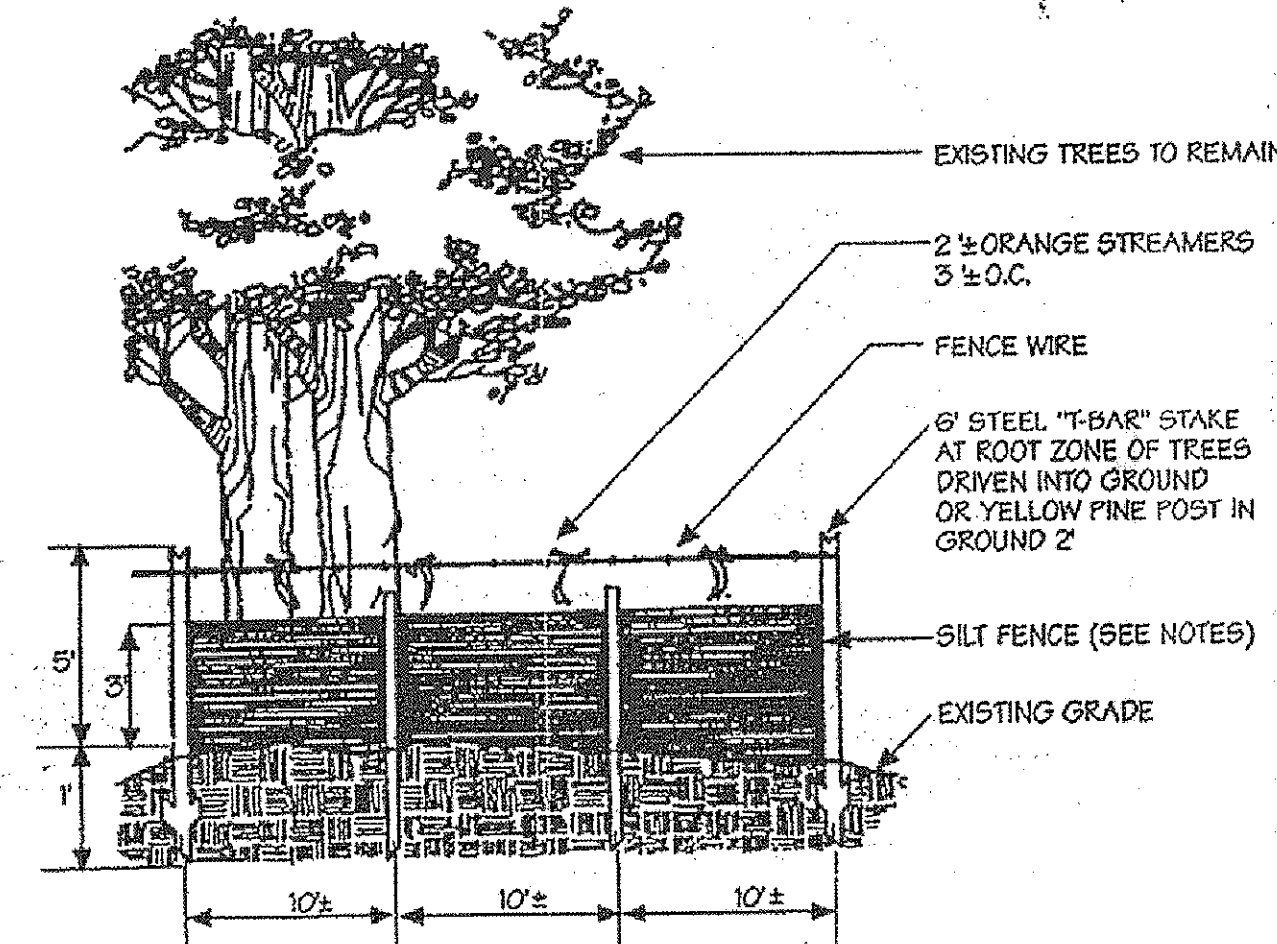 EXISTING TREES TO REMAIN
2'± ORANGE STREAMERS
3'± O.C.
FENCE WIRE
6' STEEL "T-BAR" STAKE
AT ROOT ZONE OF TREES
DRIVEN INTO GROUND
OR YELLOW PINE POST IN
GROUND 2'
SILT FENCE (SEE NOTES)
EXISTING GRADE
5'
3'
1'
10'±
10'±
10'±